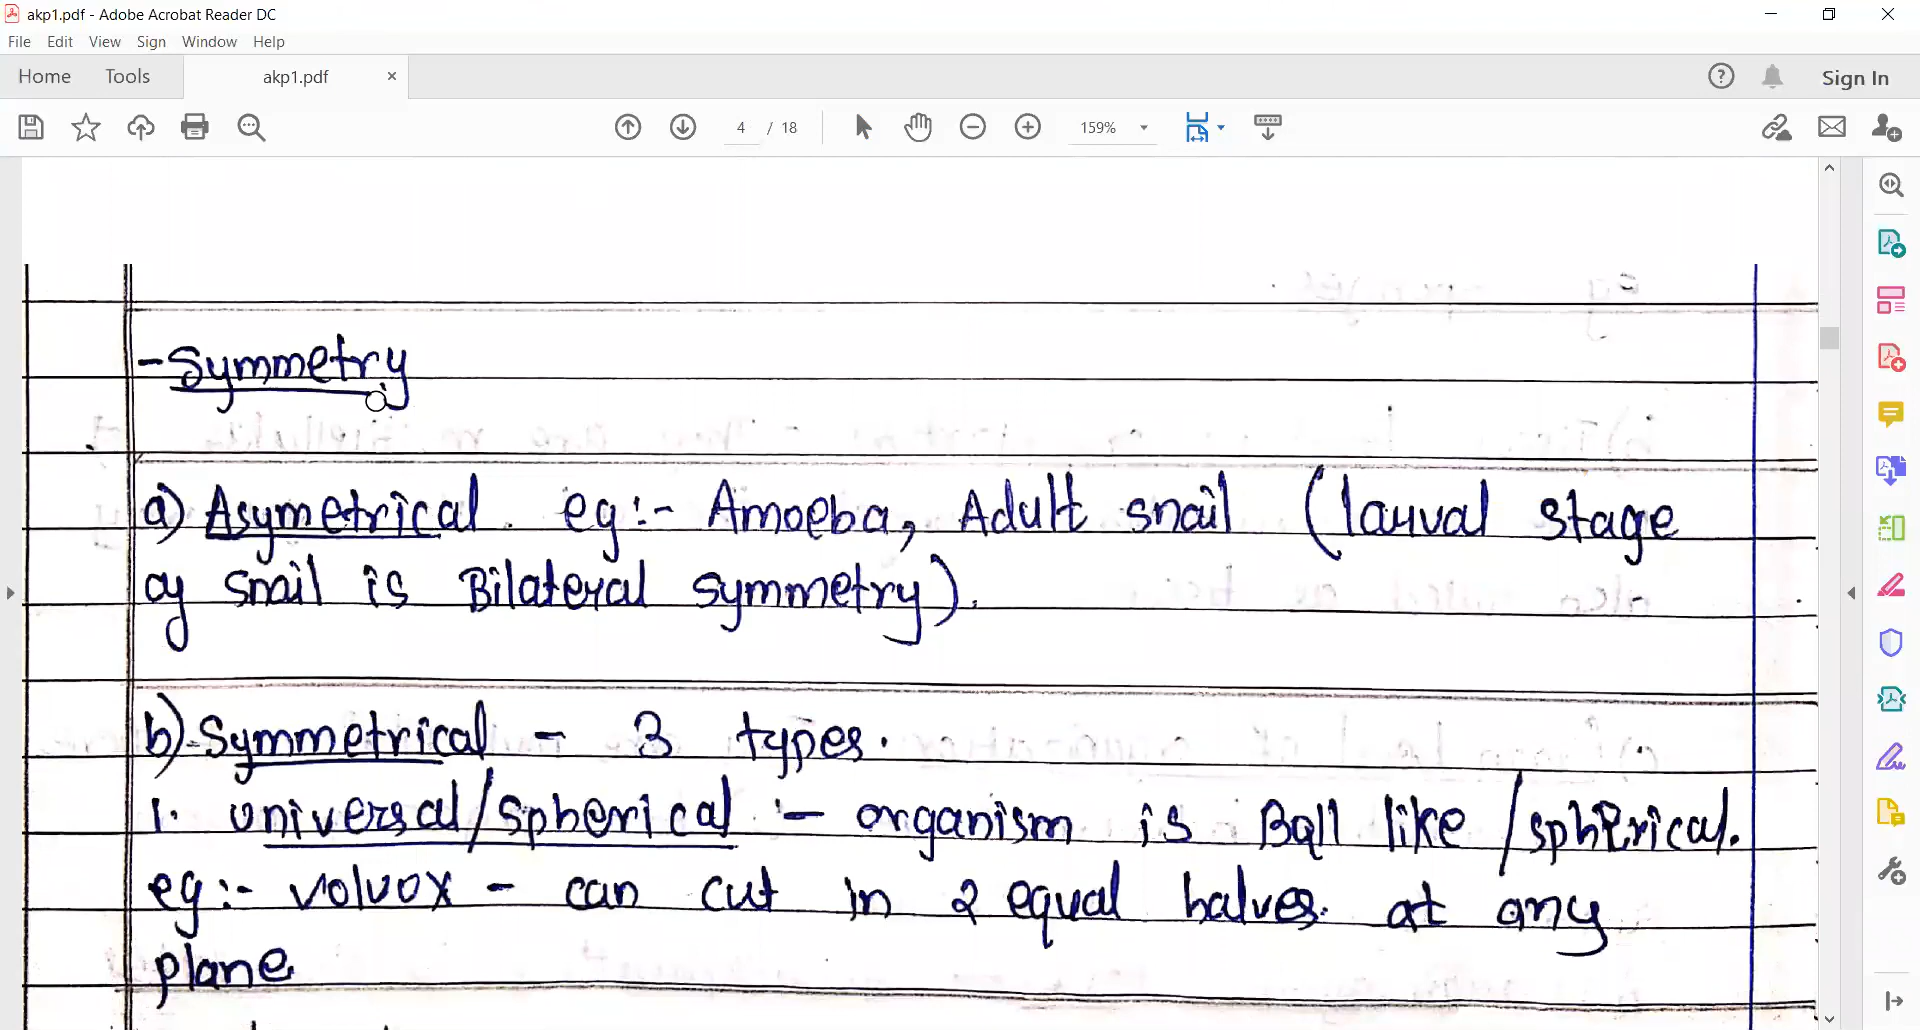 akp1.pdf - Adobe Acrobat Reader DC
File Edit View Sign Window Help
Home Tools akp1.pdf Sign In
4 / 18 159%
- Symmetry
a) Asymetrical. eg:- Amoeba, Adult snail (larval stage
of snail is Bilateral symmetry).
b) Symmetrical - 3 types.
1. universal/spherical :- organism is Ball like /spherical.
eg:- volvox - can cut in 2 equal halves. at any
plane